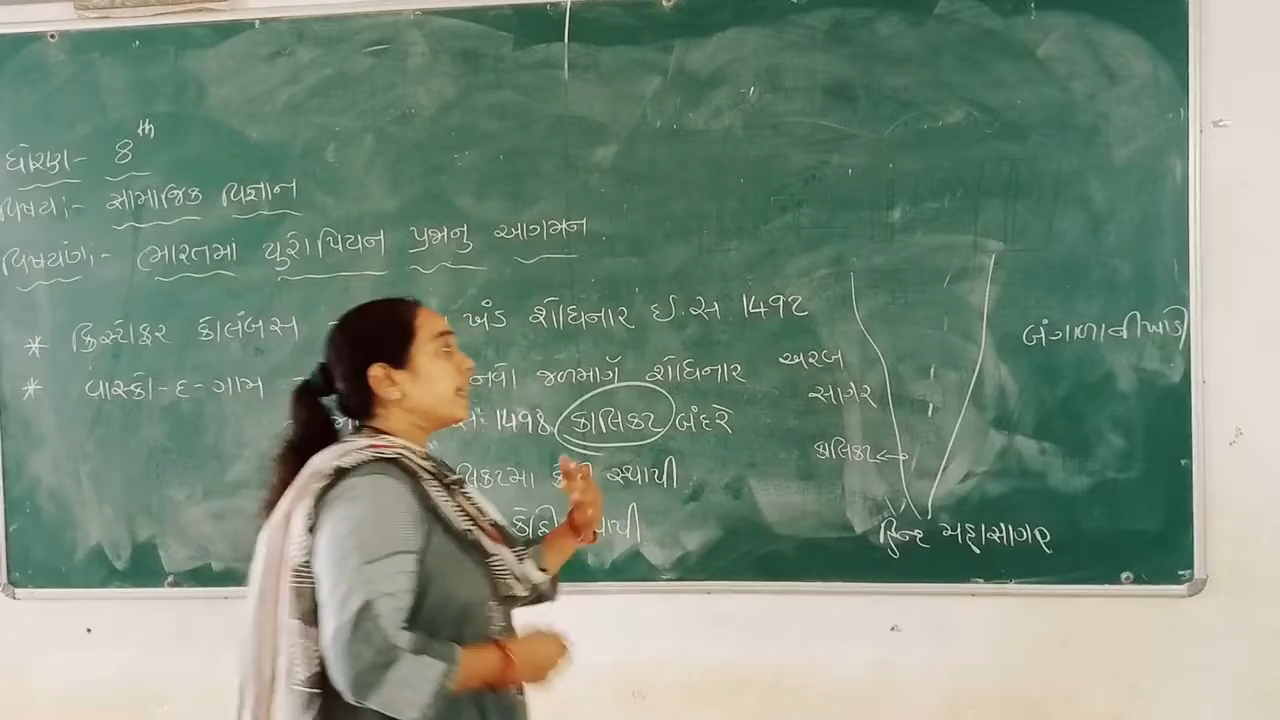 ધોરણ- 8th
વિષય:- સામાજિક વિજ્ઞાન
વિષયાંગ:- ભારતમાં યુરોપિયન પ્રજાનુ આગમન.
* ક્રિસ્ટોફર કોલંબસ - ખંડ શોધનાર ઈ.સ 1492
* વાસ્કો-દ-ગામા - નવો જળમાર્ગ શોધનાર
1498 કાલિકટ બંદરે
સ્થાપી
અરબ
સાગર
બંગાળાની ખાડી
કાલિકટ
હિન્દ મહાસાગર